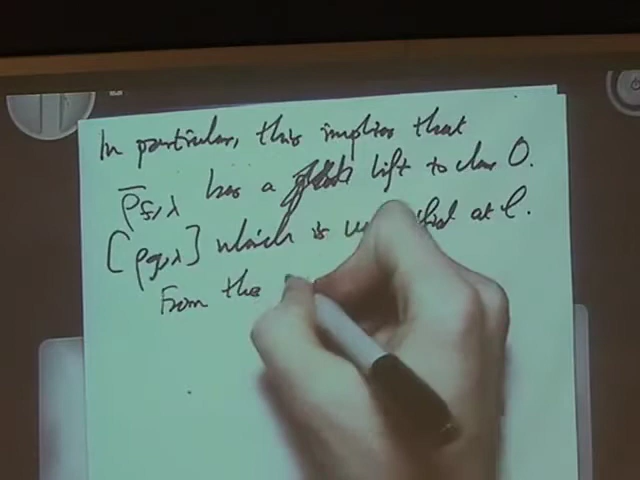 In particular, this implies that
ρ̄f,λ has a lift to char 0.
[ρg,λ] which is at ℓ.
From the